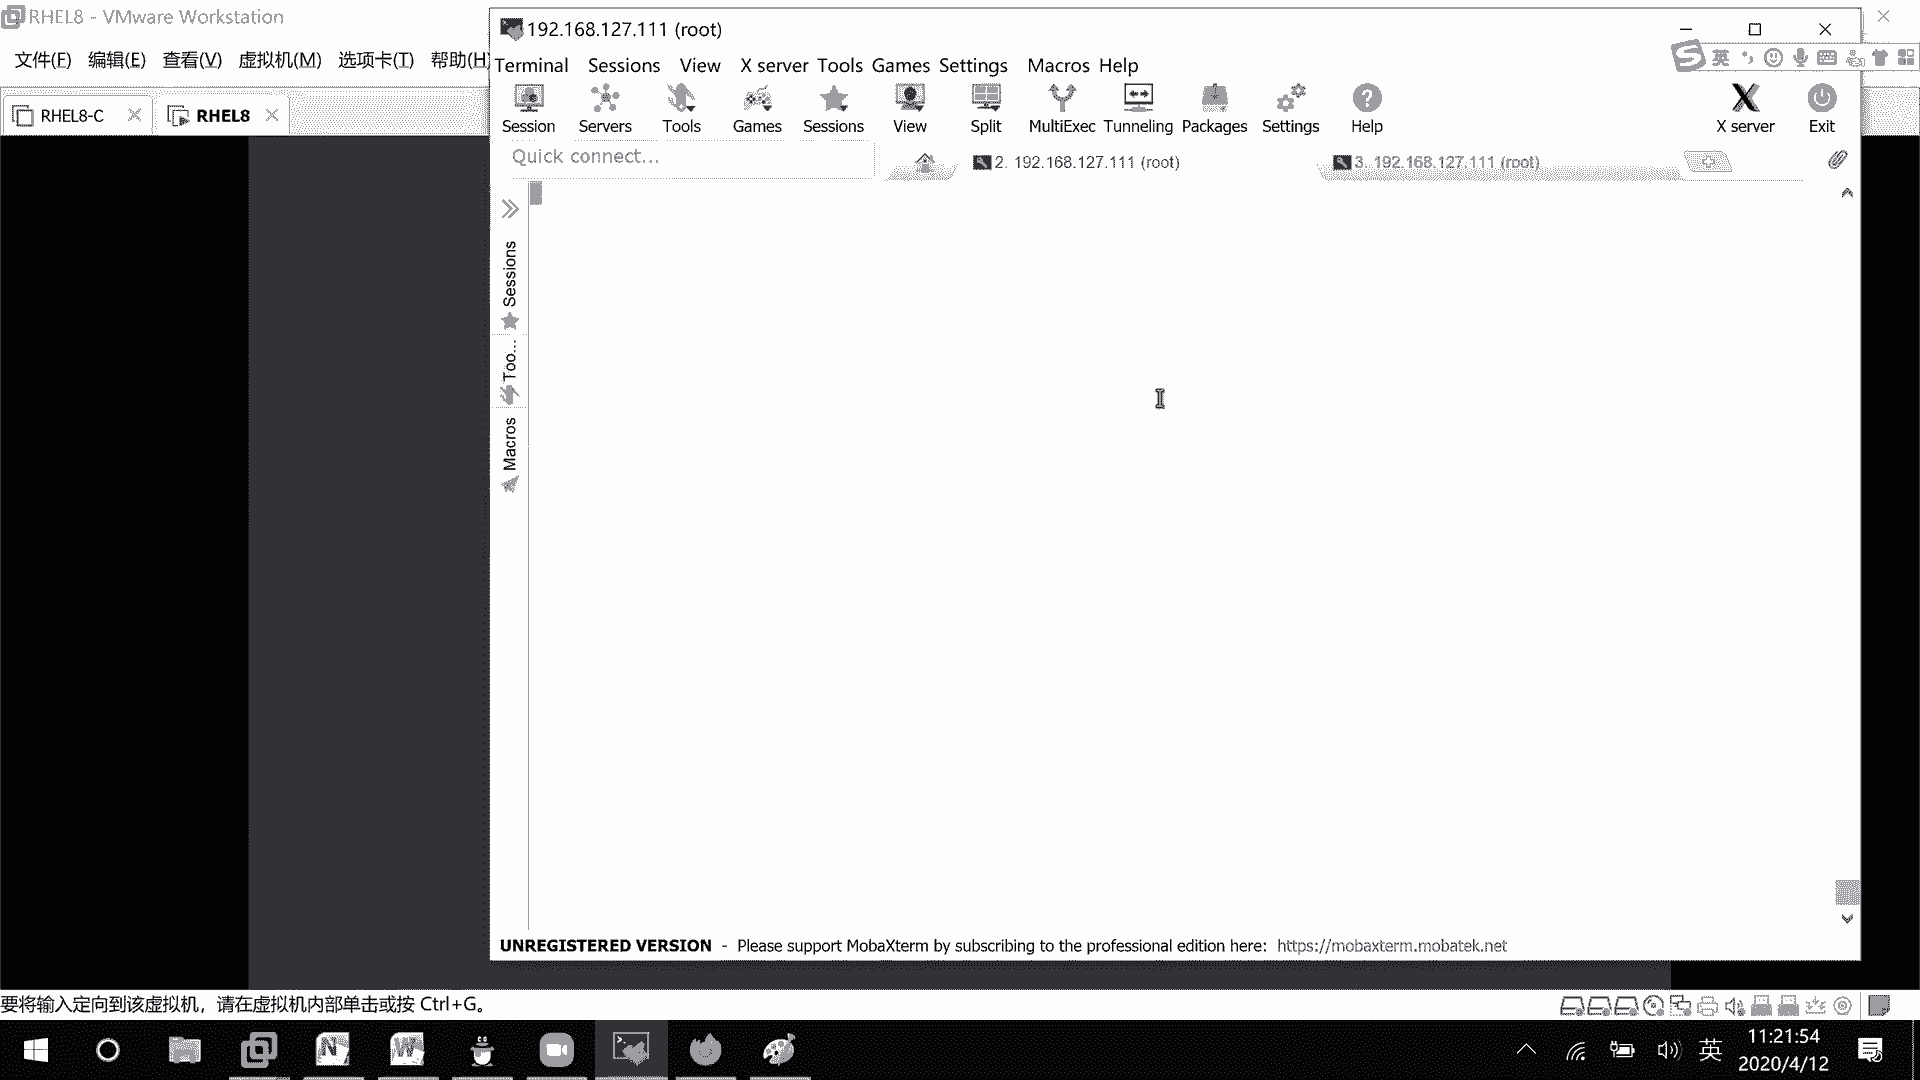 RHEL8 - VMware Workstation
文件(F) 编辑(E) 查看(V) 虚拟机(M) 选项卡(T) 帮助(H
RHEL8-C
RHEL8
192.168.127.111 (root)
Terminal Sessions View X server Tools Games Settings Macros Help
Session Servers Tools Games Sessions View Split MultiExec Tunneling Packages Settings Help X server Exit
Quick connect...
2. 192.168.127.111 (root)
3. 192.168.127.111 (root)
英
Sessions
Too...
Macros
UNREGISTERED VERSION - Please support MobaXterm by subscribing to the professional edition here: https://mobaxterm.mobatek.net
要将输入定向到该虚拟机，请在虚拟机内部单击或按 Ctrl+G。
英
11:21:54
2020/4/12